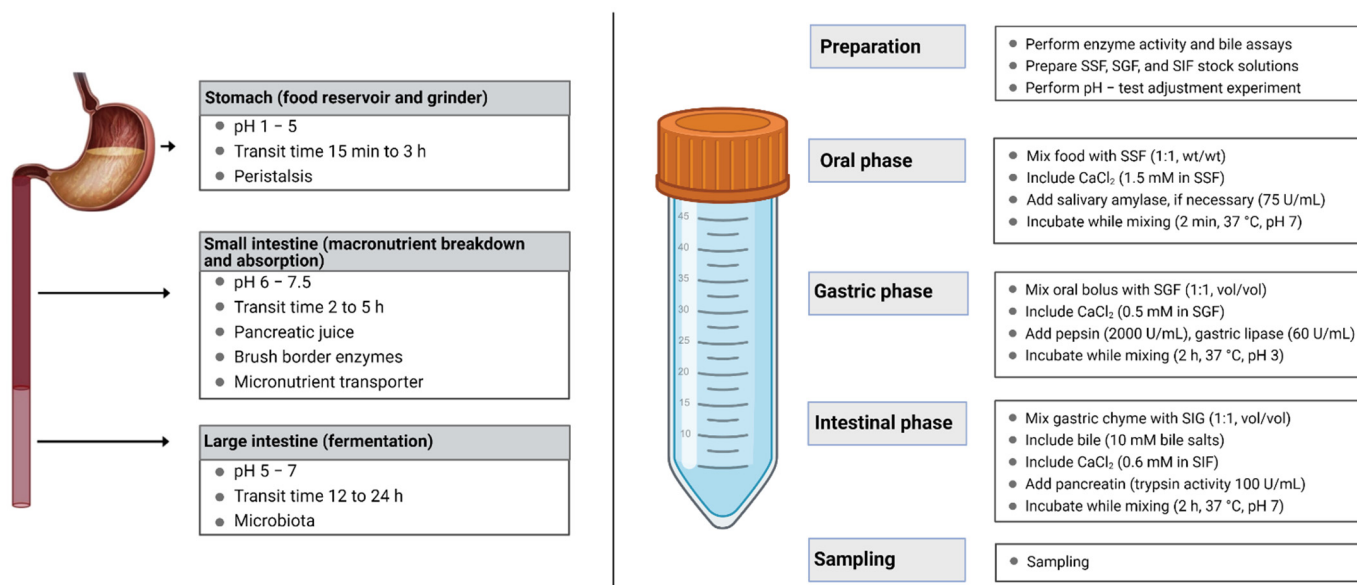 Stomach (food reservoir and grinder)
pH 1 – 5
Transit time 15 min to 3 h
Peristalsis
Small intestine (macronutrient breakdown
and absorption)
pH 6 – 7.5
Transit time 2 to 5 h
Pancreatic juice
Brush border enzymes
Micronutrient transporter
Large intestine (fermentation)
pH 5 – 7
Transit time 12 to 24 h
Microbiota
45
40
35
30
25
20
15
10
Preparation
Perform enzyme activity and bile assays
Prepare SSF, SGF, and SIF stock solutions
Perform pH – test adjustment experiment
Oral phase
Mix food with SSF (1:1, wt/wt)
Include CaCl₂ (1.5 mM in SSF)
Add salivary amylase, if necessary (75 U/mL)
Incubate while mixing (2 min, 37 °C, pH 7)
Gastric phase
Mix oral bolus with SGF (1:1, vol/vol)
Include CaCl₂ (0.5 mM in SGF)
Add pepsin (2000 U/mL), gastric lipase (60 U/mL)
Incubate while mixing (2 h, 37 °C, pH 3)
Intestinal phase
Mix gastric chyme with SIG (1:1, vol/vol)
Include bile (10 mM bile salts)
Include CaCl₂ (0.6 mM in SIF)
Add pancreatin (trypsin activity 100 U/mL)
Incubate while mixing (2 h, 37 °C, pH 7)
Sampling
Sampling